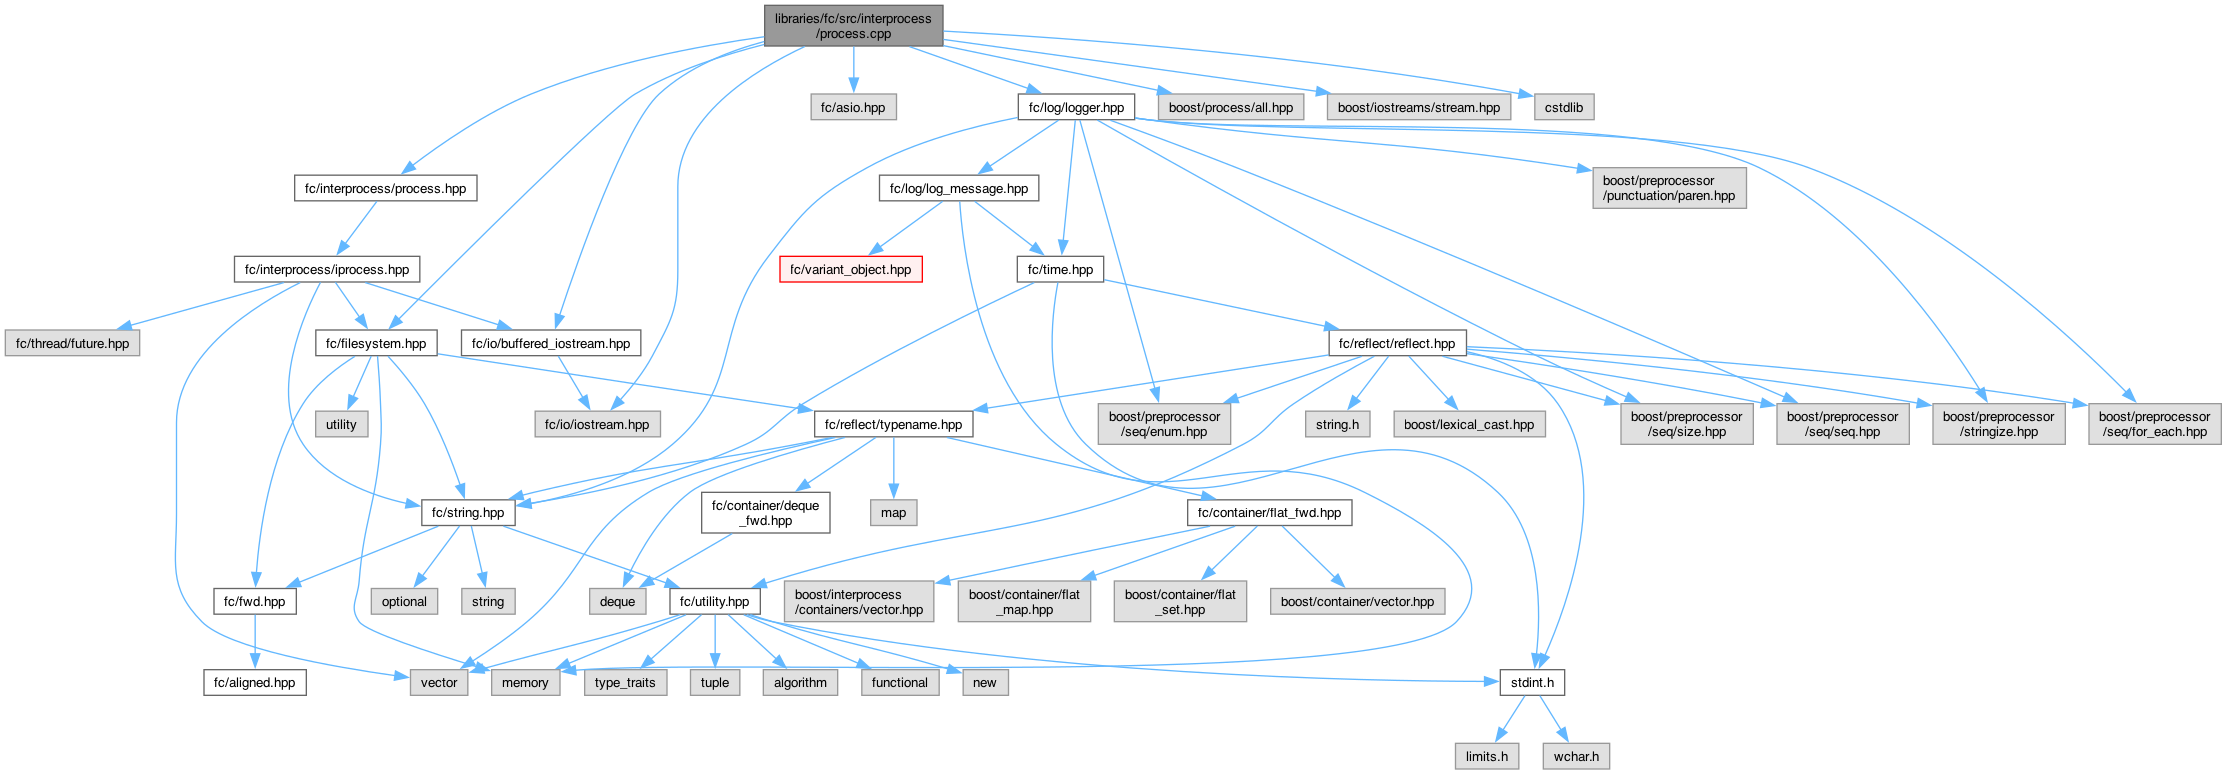 libraries/fc/src/interprocess
/process.cpp
fc/asio.hpp
fc/log/logger.hpp
boost/process/all.hpp
boost/iostreams/stream.hpp
cstdlib
fc/interprocess/process.hpp
fc/log/log_message.hpp
boost/preprocessor
/punctuation/paren.hpp
fc/interprocess/iprocess.hpp
fc/variant_object.hpp
fc/time.hpp
fc/thread/future.hpp
fc/filesystem.hpp
fc/io/buffered_iostream.hpp
fc/reflect/reflect.hpp
utility
fc/io/iostream.hpp
fc/reflect/typename.hpp
boost/preprocessor
/seq/enum.hpp
string.h
boost/lexical_cast.hpp
boost/preprocessor
/seq/size.hpp
boost/preprocessor
/seq/seq.hpp
boost/preprocessor
/stringize.hpp
boost/preprocessor
/seq/for_each.hpp
fc/string.hpp
fc/container/deque
_fwd.hpp
map
fc/container/flat_fwd.hpp
fc/fwd.hpp
optional
string
deque
fc/utility.hpp
boost/interprocess
/containers/vector.hpp
boost/container/flat
_map.hpp
boost/container/flat
_set.hpp
boost/container/vector.hpp
fc/aligned.hpp
vector
memory
type_traits
tuple
algorithm
functional
new
stdint.h
limits.h
wchar.h